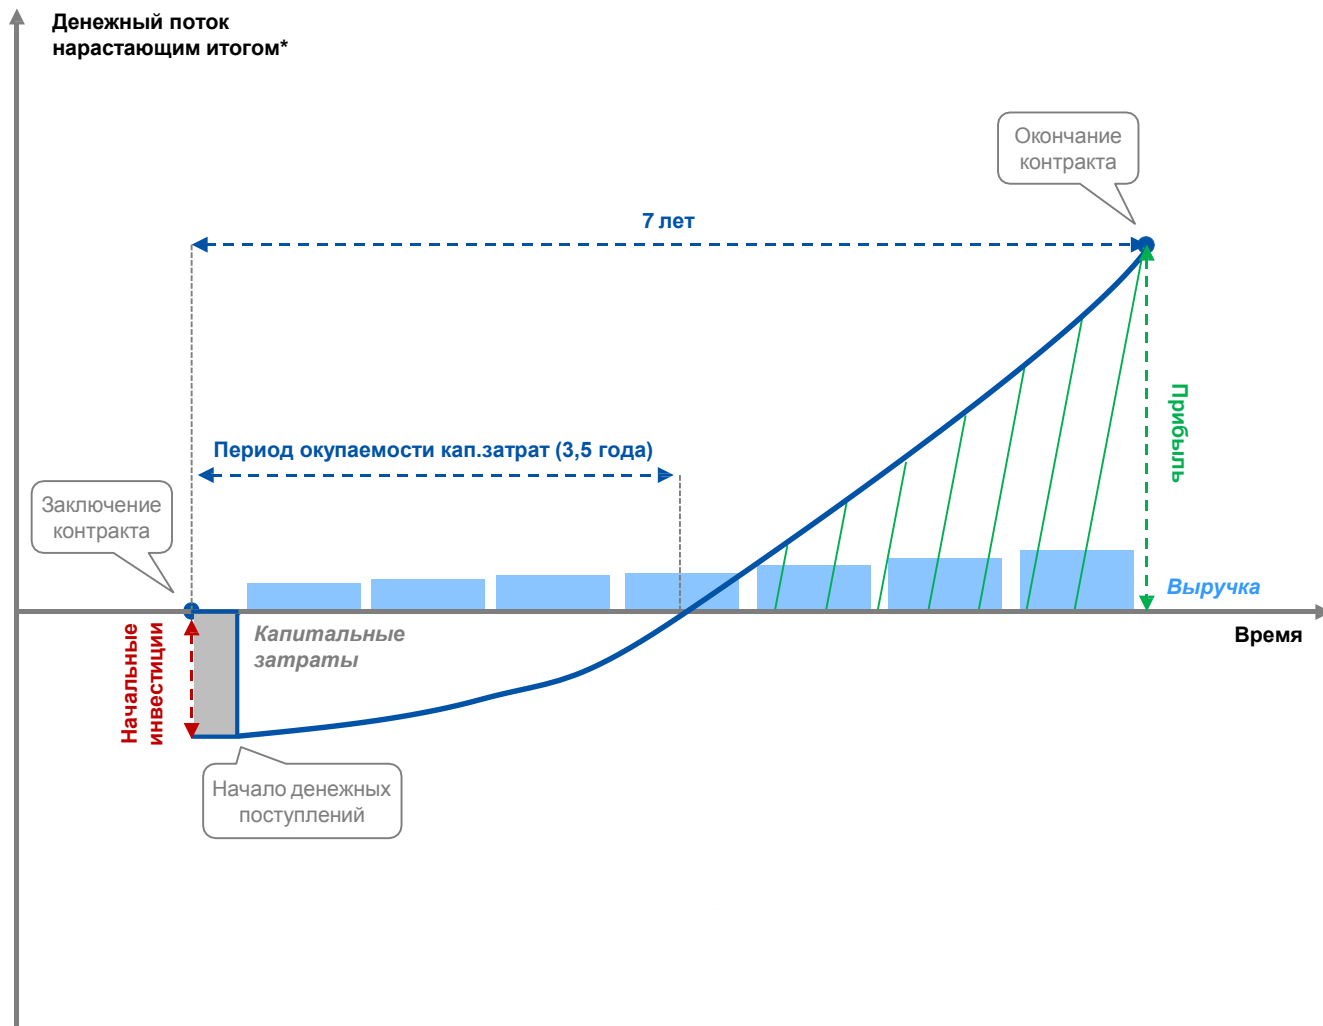 Денежный поток
нарастающим итогом*
Окончание
контракта
7 лет
Период окупаемости кап.затрат (3,5 года)
Прибыль
Заключение
контракта
Выручка
Время
Капитальные
затраты
Начальные
инвестиции
Начало денежных
поступлений